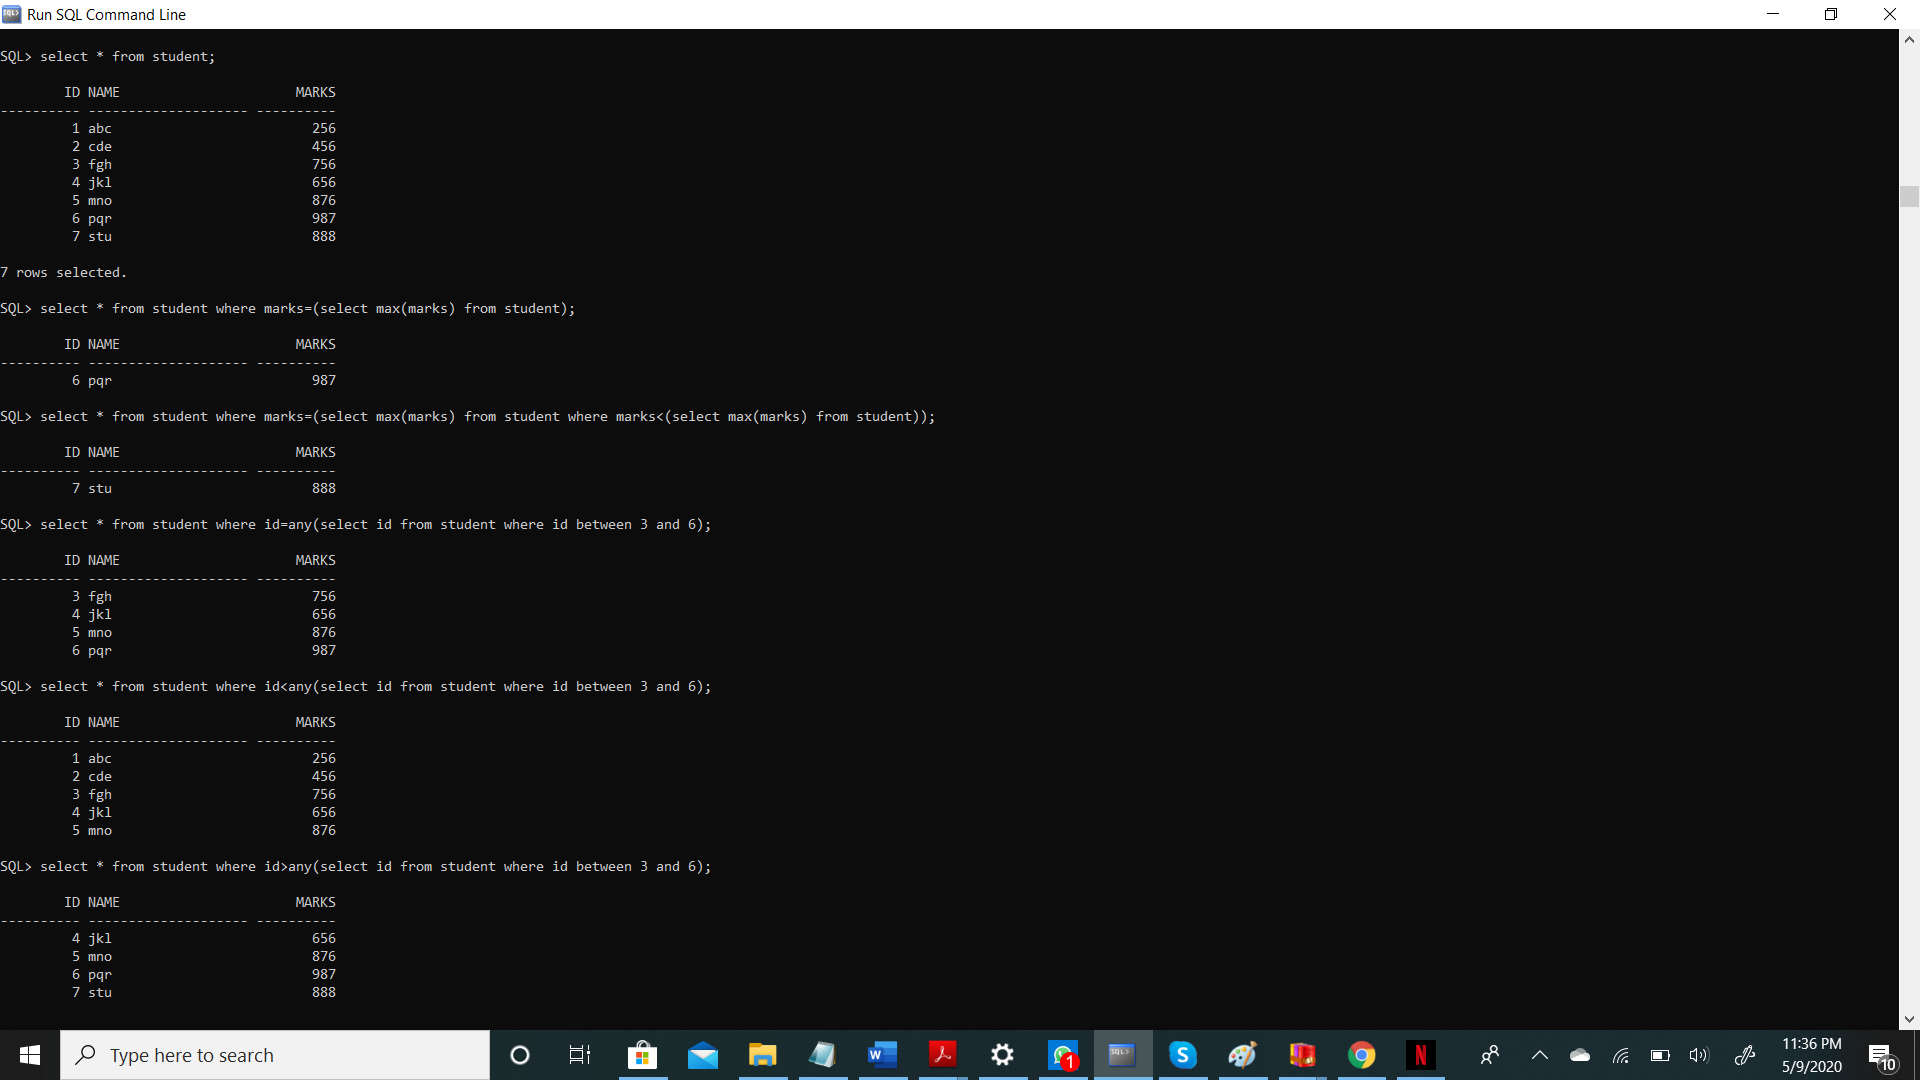 Run SQL Command Line
SQL> select * from student;
ID NAME MARKS
---------- -------------------- ----------
1 abc 256
2 cde 456
3 fgh 756
4 jkl 656
5 mno 876
6 pqr 987
7 stu 888
7 rows selected.
SQL> select * from student where marks=(select max(marks) from student);
ID NAME MARKS
---------- -------------------- ----------
6 pqr 987
SQL> select * from student where marks=(select max(marks) from student where marks<(select max(marks) from student));
ID NAME MARKS
---------- -------------------- ----------
7 stu 888
SQL> select * from student where id=any(select id from student where id between 3 and 6);
ID NAME MARKS
---------- -------------------- ----------
3 fgh 756
4 jkl 656
5 mno 876
6 pqr 987
SQL> select * from student where id<any(select id from student where id between 3 and 6);
ID NAME MARKS
---------- -------------------- ----------
1 abc 256
2 cde 456
3 fgh 756
4 jkl 656
5 mno 876
SQL> select * from student where id>any(select id from student where id between 3 and 6);
ID NAME MARKS
---------- -------------------- ----------
4 jkl 656
5 mno 876
6 pqr 987
7 stu 888
Type here to search
W
1
SQL>
S
N
11:36 PM
5/9/2020
10